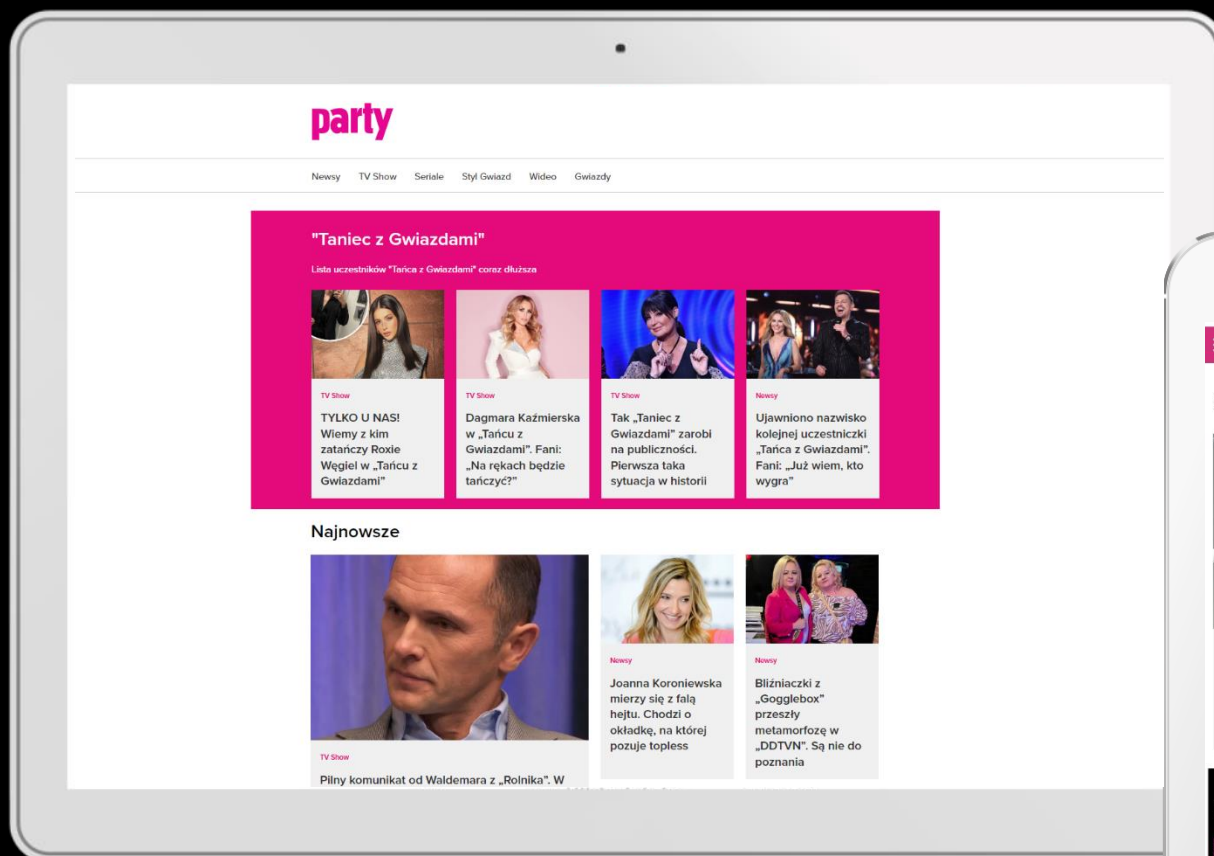 party
Newsy TV Show Seriale Styl Gwiazd Wideo Gwiazdy
"Taniec z Gwiazdami"
Lista uczestników "Tańca z Gwiazdami" coraz dłuższa
TV Show
TYLKO U NAS!
Wiemy z kim
zatańczy Roxie
Węgiel w „Tańcu z
Gwiazdami”
TV Show
Dagmara Kaźmierska
w „Tańcu z
Gwiazdami”. Fani:
„Na rękach będzie
tańczyć?”
TV Show
Tak „Taniec z
Gwiazdami” zarobi
na publiczności.
Pierwsza taka
sytuacja w historii
Newsy
Ujawniono nazwisko
kolejnej uczestniczki
„Tańca z Gwiazdami”.
Fani: „Już wiem, kto
wygra”
Najnowsze
TV Show
Pilny komunikat od Waldemara z „Rolnika”. W
Newsy
Joanna Koroniewska
mierzy się z falą
hejtu. Chodzi o
okładkę, na której
pozuje topless
Newsy
Bliźniaczki z
„Gogglebox”
przeszły
metamorfozę w
„DDTVN”. Są nie do
poznania